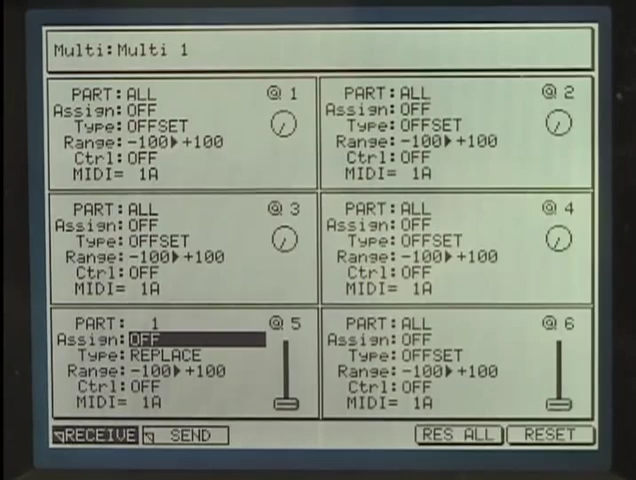 Multi:Multi 1
PART:ALL @ 1
Assign:OFF
Type:OFFSET
Range:-100▶+100
Ctrl:OFF
MIDI= 1A
PART:ALL @ 2
Assign:OFF
Type:OFFSET
Range:-100▶+100
Ctrl:OFF
MIDI= 1A
PART:ALL @ 3
Assign:OFF
Type:OFFSET
Range:-100▶+100
Ctrl:OFF
MIDI= 1A
PART:ALL @ 4
Assign:OFF
Type:OFFSET
Range:-100▶+100
Ctrl:OFF
MIDI= 1A
PART: 1 @ 5
Assign:OFF
Type:REPLACE
Range:-100▶+100
Ctrl:OFF
MIDI= 1A
PART:ALL @ 6
Assign:OFF
Type:OFFSET
Range:-100▶+100
Ctrl:OFF
MIDI= 1A
RECEIVE SEND RES ALL RESET